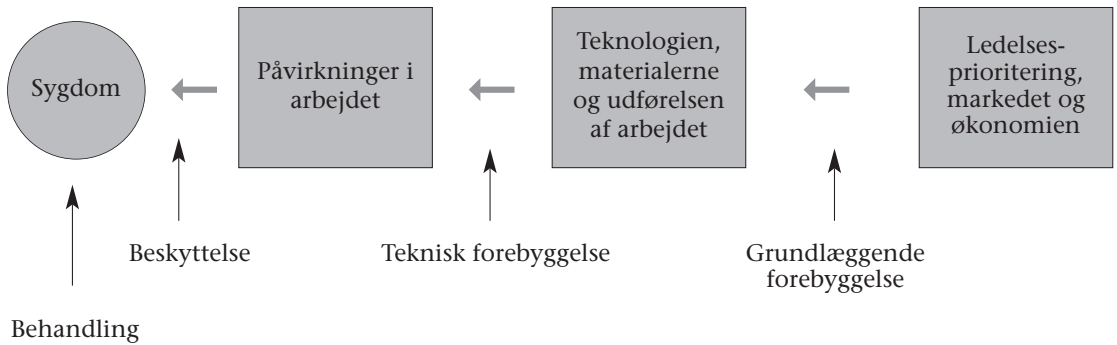 Sygdom
Påvirkninger i
arbejdet
Teknologien,
materialerne
og udførelsen
af arbejdet
Ledelses-
prioritering,
markedet og
økonomien
Beskyttelse
Teknisk forebyggelse
Grundlæggende
forebyggelse
Behandling